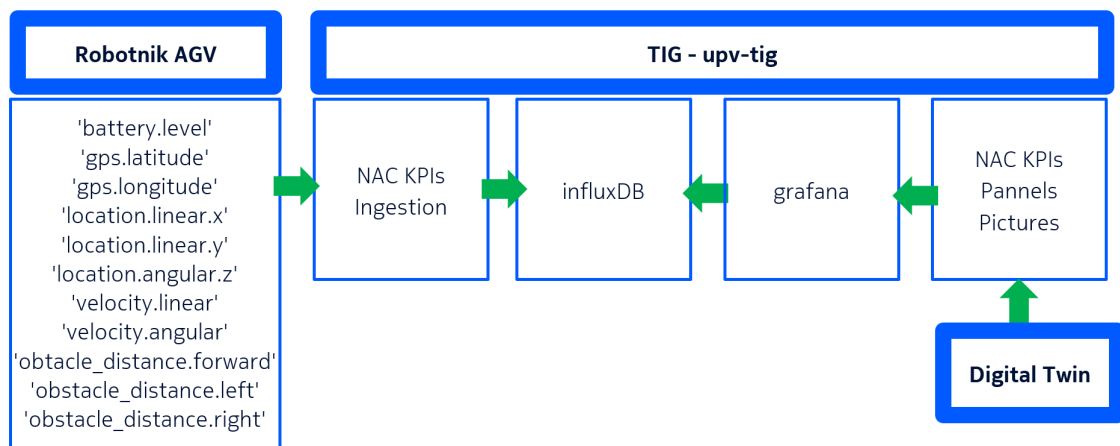 Robotnik AGV
TIG - upv-tig
'battery.level'
'gps.latitude'
'gps.longitude'
'location.linear.x'
'location.linear.y'
'location.angular.z'
'velocity.linear'
'velocity.angular'
'obtacle_distance.forward'
'obstacle_distance.left'
'obstacle_distance.right'
NAC KPIs
Ingestion
influxDB
grafana
NAC KPIs
Pannels
Pictures
Digital Twin